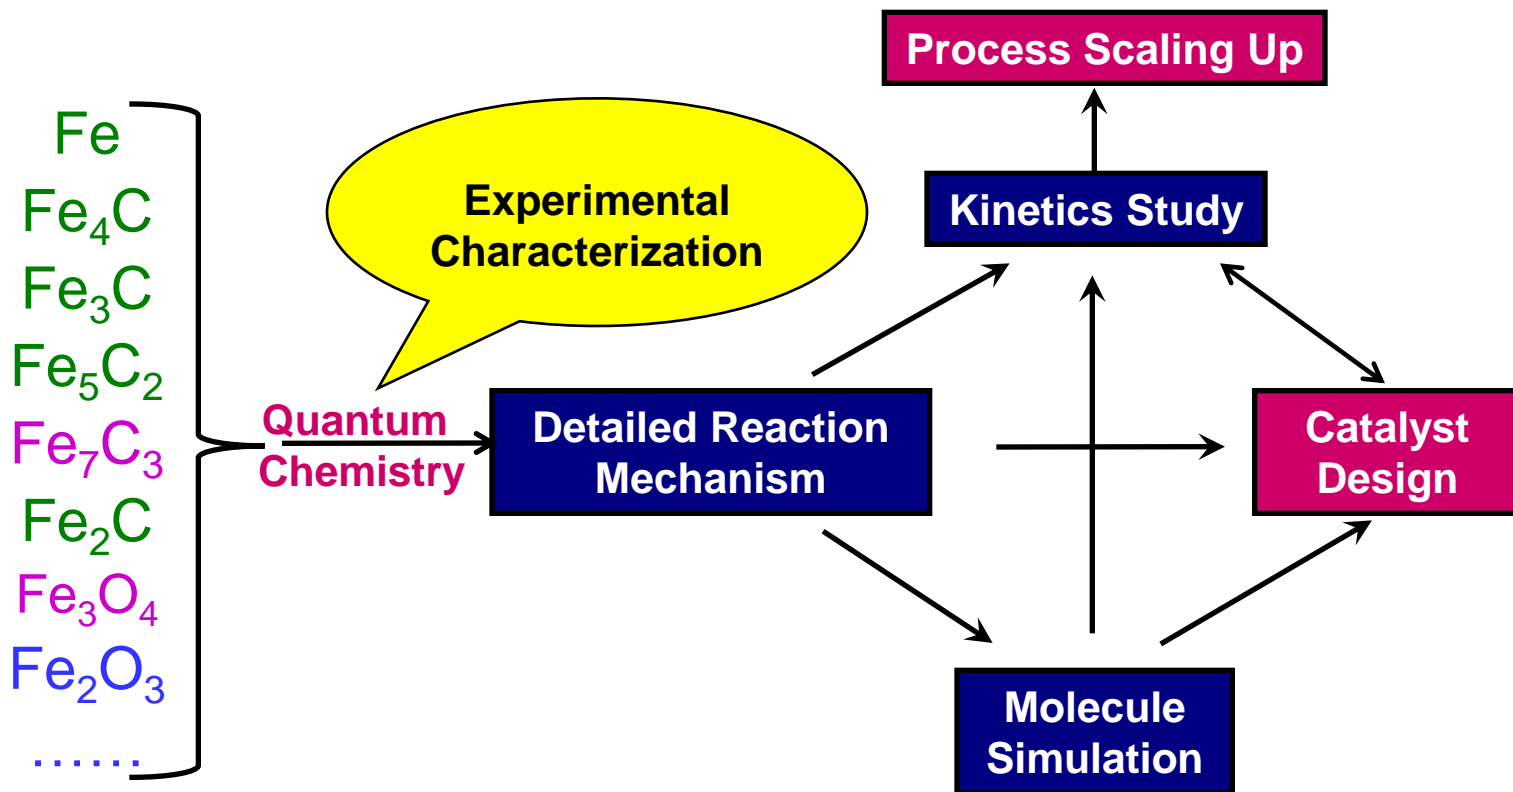 Process Scaling Up
Fe
Fe₄C
Fe₃C
Fe₅C₂
Fe₇C₃
Fe₂C
Fe₃O₄
Fe₂O₃
......
Experimental
Characterization
Quantum
Chemistry
Detailed Reaction
Mechanism
Kinetics Study
Catalyst
Design
Molecule
Simulation